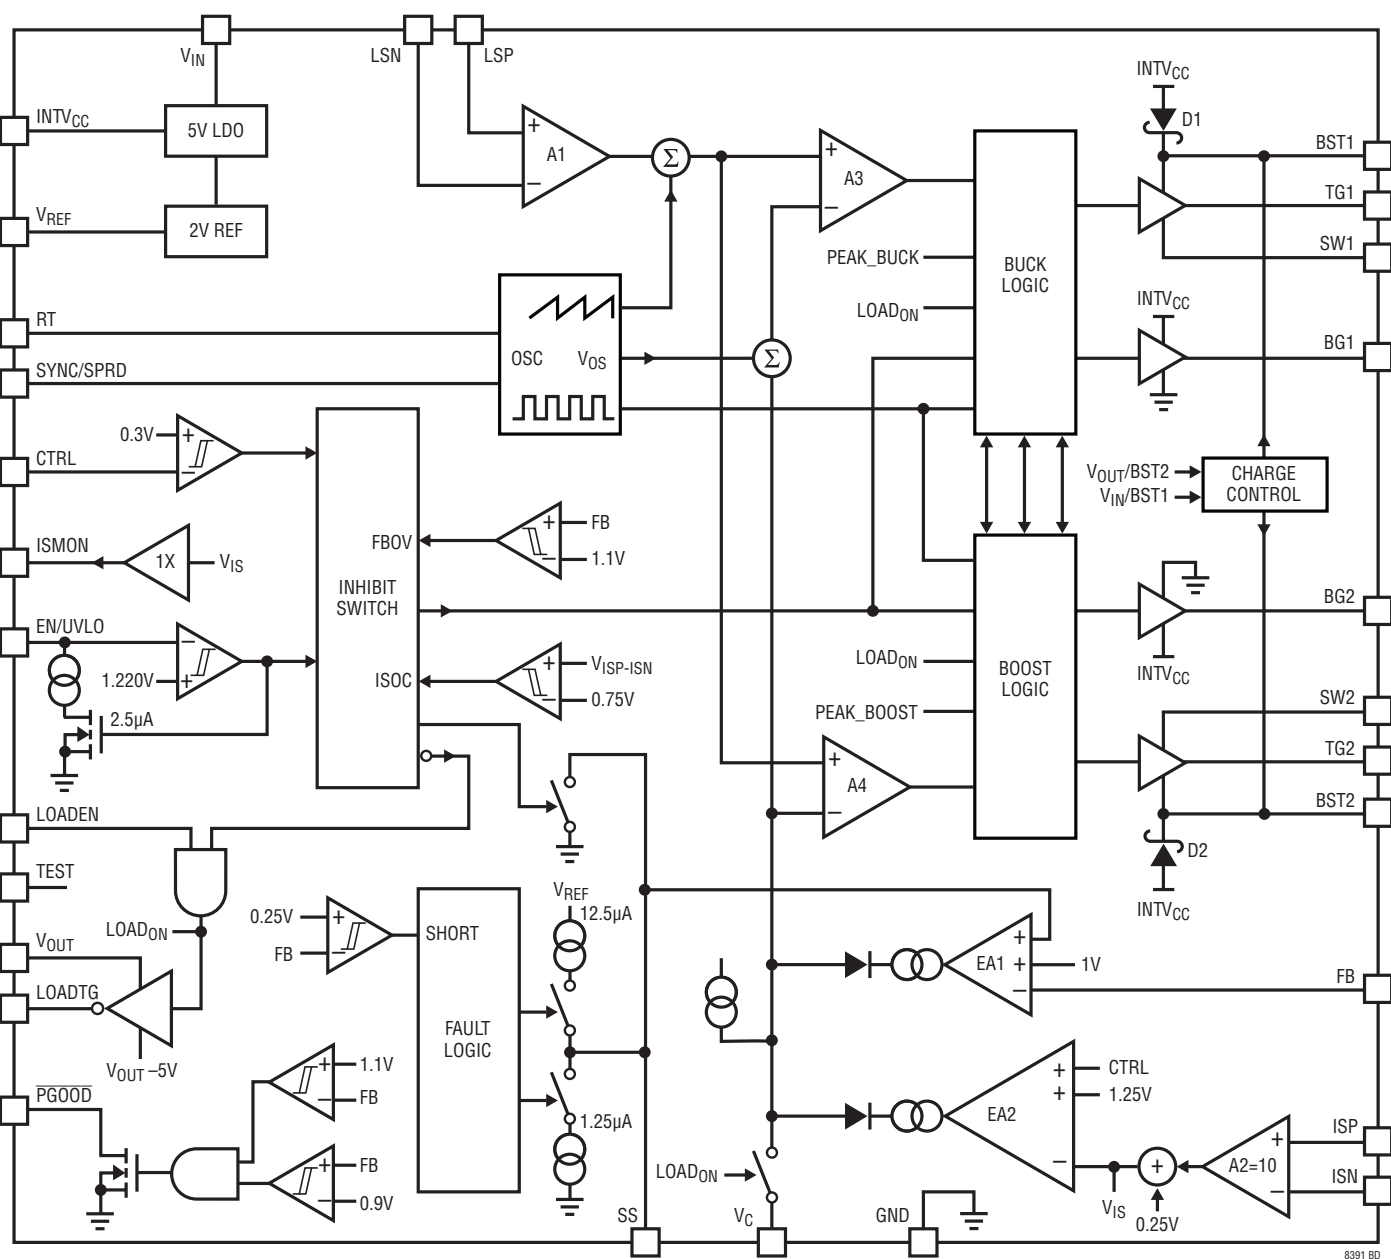 VIN
LSN
LSP
INTVCC
5V LDO
VREF
2V REF
A1
+
−
Σ
A3
+
−
INTVCC
D1
BST1
TG1
SW1
PEAK_BUCK
BUCK
LOGIC
LOADON
INTVCC
BG1
RT
OSC
VOS
Σ
SYNC/SPRD
0.3V
+
−
CTRL
VOUT/BST2
VIN/BST1
CHARGE
CONTROL
ISMON
1X
VIS
FBOV
+
−
FB
1.1V
INHIBIT
SWITCH
BG2
INTVCC
EN/UVLO
−
+
1.220V
2.5µA
ISOC
+
−
VISP-ISN
0.75V
LOADON
BOOST
LOGIC
PEAK_BOOST
SW2
TG2
BST2
A4
+
−
D2
INTVCC
LOADEN
TEST
LOADON
VOUT
LOADTG
VOUT –5V
0.25V
+
FB
−
SHORT
FAULT
LOGIC
VREF
12.5µA
1.25µA
EA1
+
+
−
1V
FB
EA2
+
+
−
CTRL
1.25V
PGOOD
+
−
1.1V
FB
+
−
FB
0.9V
LOADON
VIS
+
0.25V
A2=10
+
−
ISP
ISN
SS
VC
GND
8391 BD